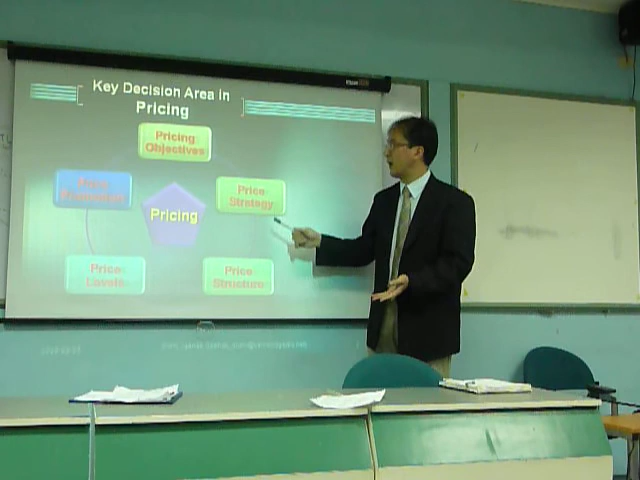 Key Decision Area in
Pricing
Pricing
Objectives
Price
Strategy
Pricing
Price
Structure
Price
Levels
Price
Promotion